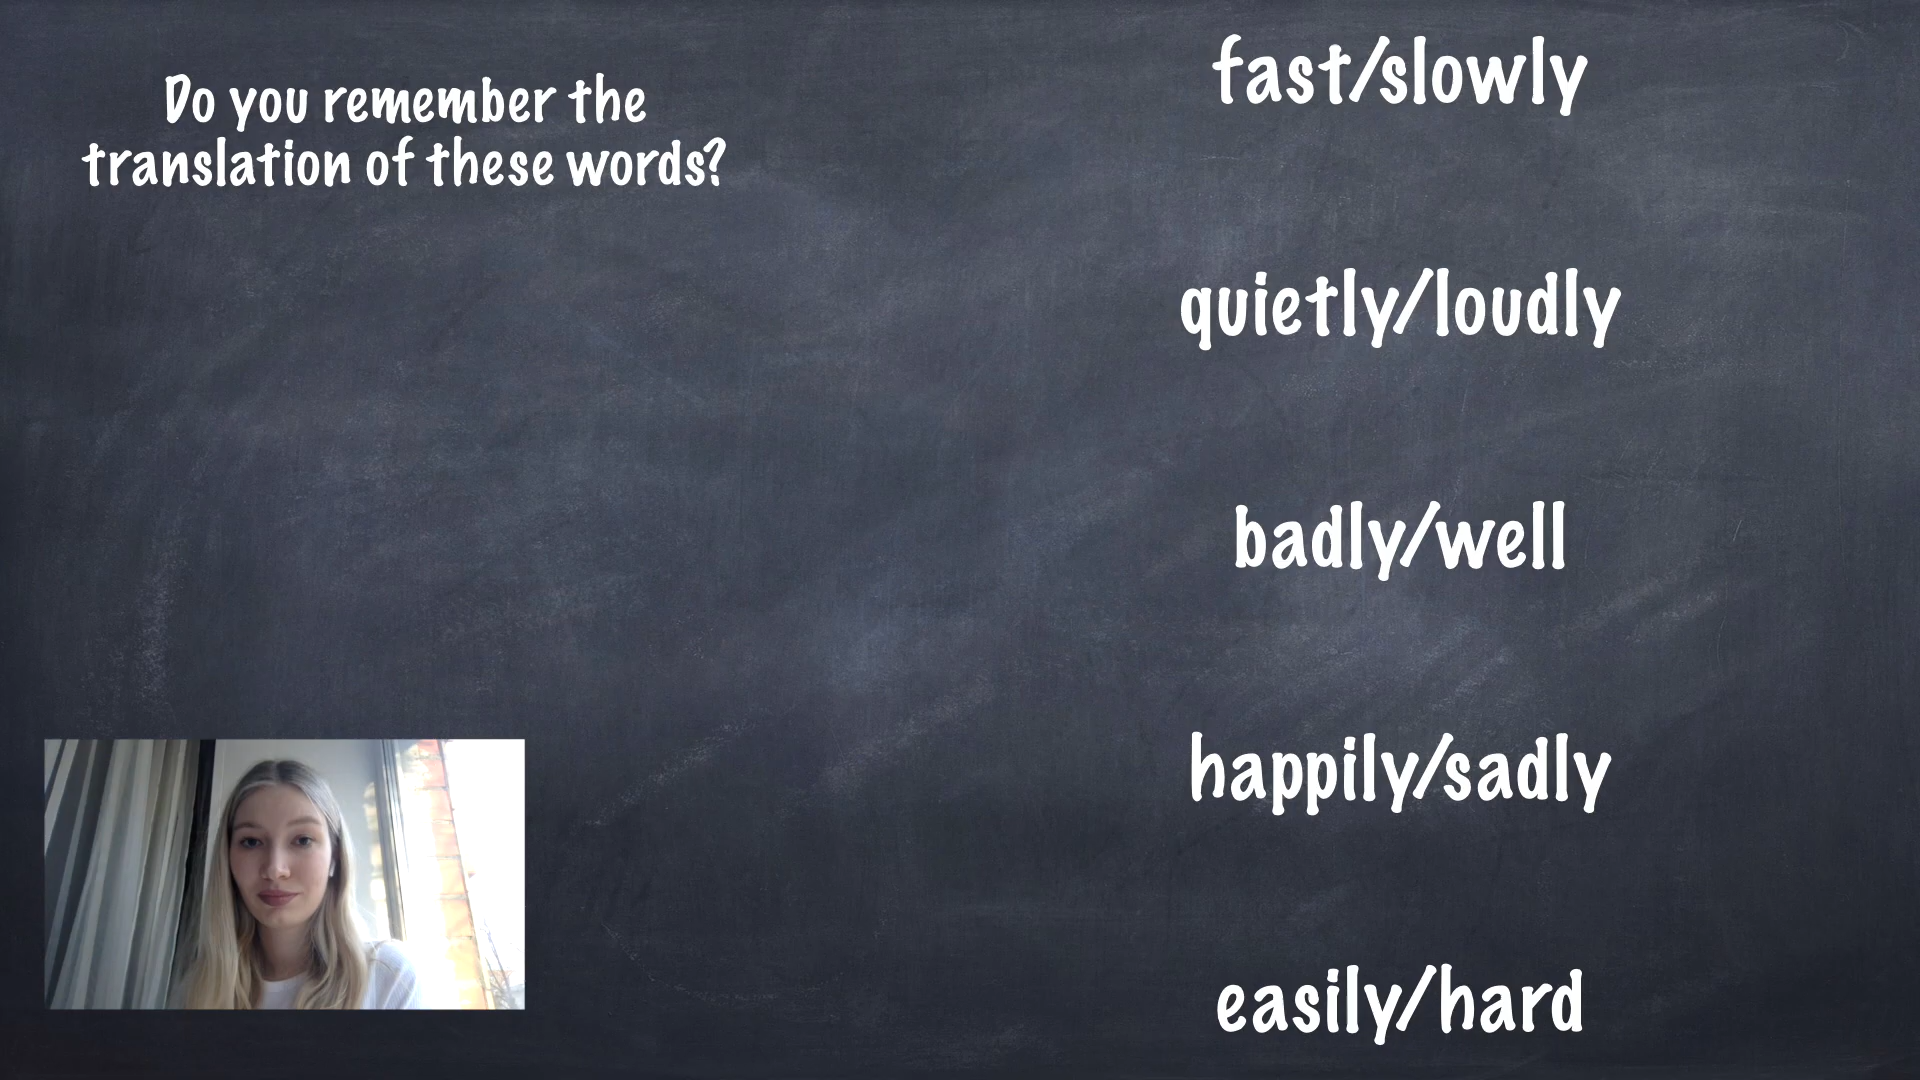 Do you remember the
translation of these words?
fast/slowly
quietly/loudly
badly/well
happily/sadly
easily/hard